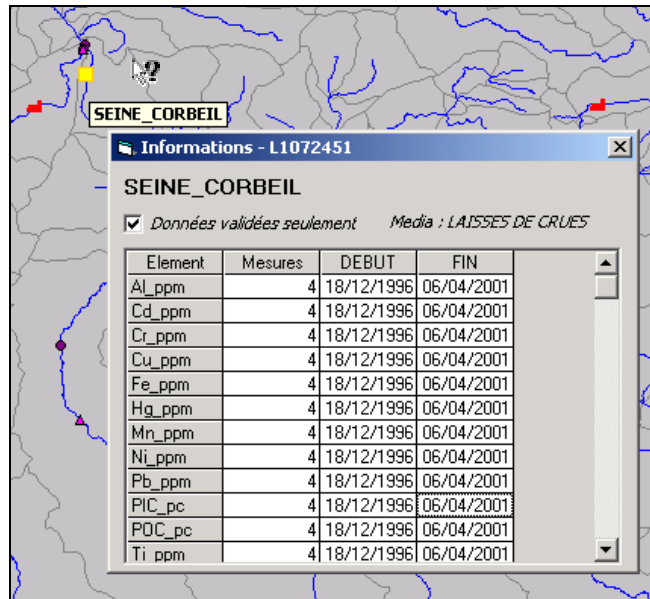 ?
SEINE_CORBEIL
Informations - L1072451
SEINE_CORBEIL
Données validées seulement Media : LAISSES DE CRUES
Element Mesures DEBUT FIN
Al_ppm 4 18/12/1996 06/04/2001
Cd_ppm 4 18/12/1996 06/04/2001
Cr_ppm 4 18/12/1996 06/04/2001
Cu_ppm 4 18/12/1996 06/04/2001
Fe_ppm 4 18/12/1996 06/04/2001
Hg_ppm 4 18/12/1996 06/04/2001
Mn_ppm 4 18/12/1996 06/04/2001
Ni_ppm 4 18/12/1996 06/04/2001
Pb_ppm 4 18/12/1996 06/04/2001
PIC_pc 4 18/12/1996 06/04/2001
POC_pc 4 18/12/1996 06/04/2001
Ti_ppm 4 18/12/1996 06/04/2001